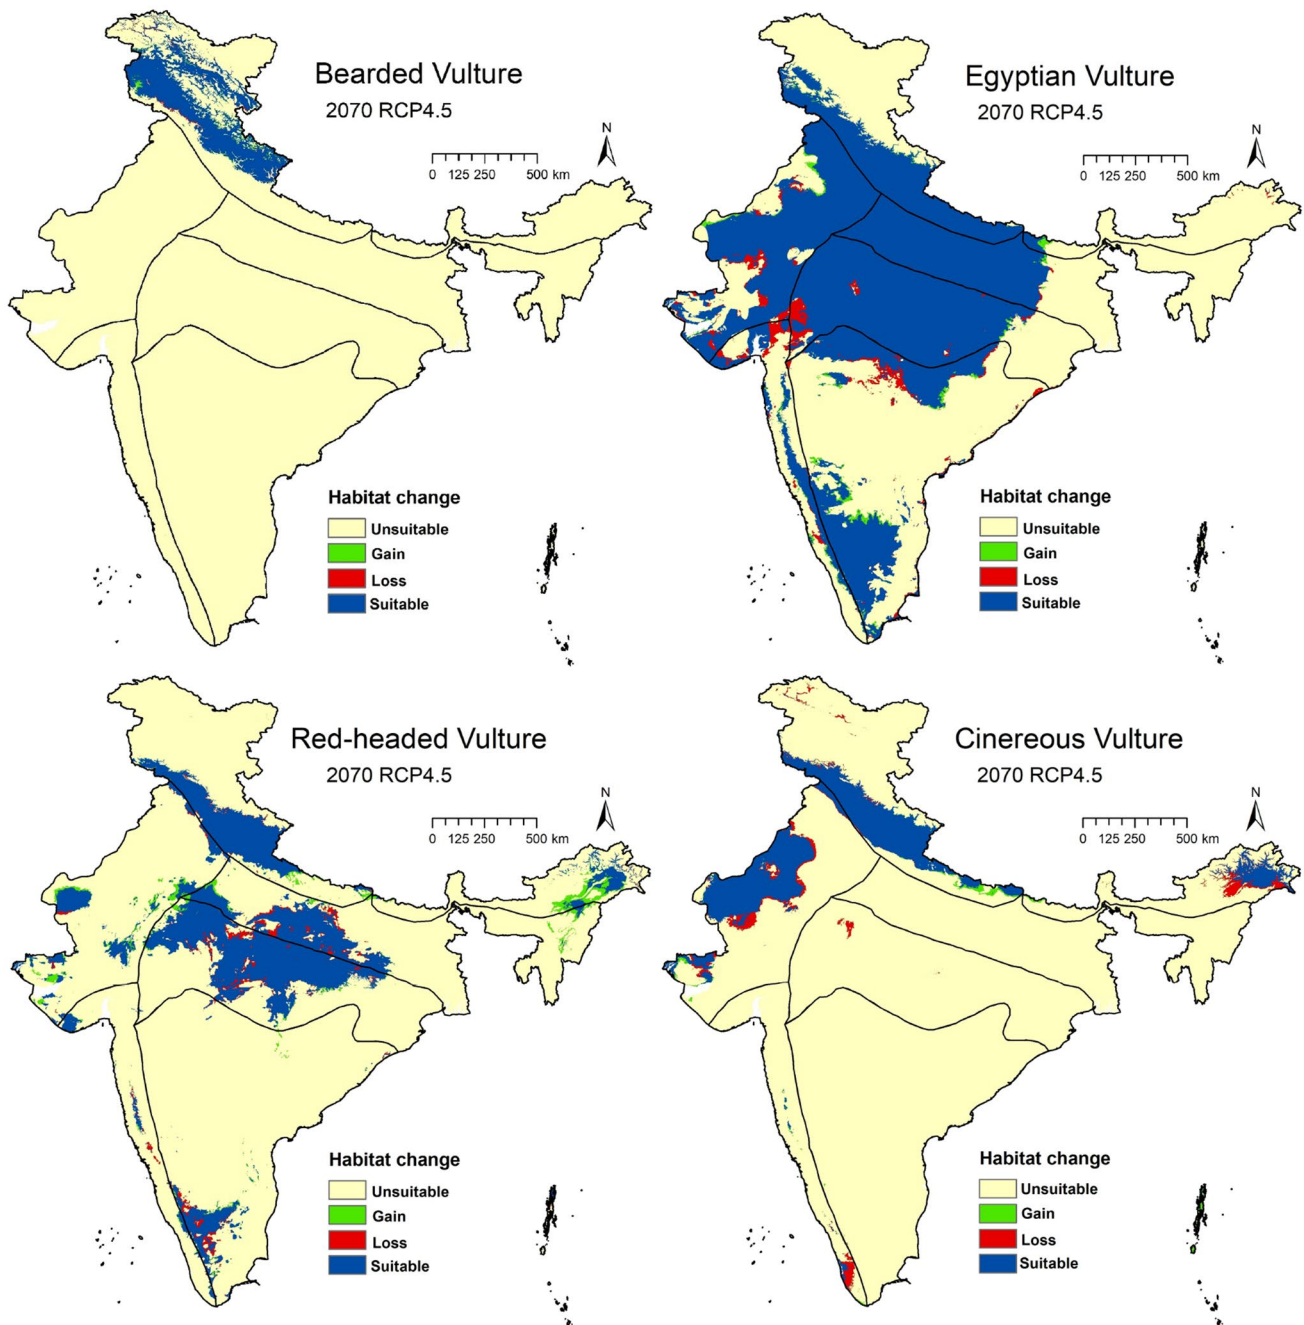 Bearded Vulture
2070 RCP4.5
N
0 125 250 500 km
Habitat change
Unsuitable
Gain
Loss
Suitable
Egyptian Vulture
2070 RCP4.5
N
0 125 250 500 km
Habitat change
Unsuitable
Gain
Loss
Suitable
Red-headed Vulture
2070 RCP4.5
N
0 125 250 500 km
Habitat change
Unsuitable
Gain
Loss
Suitable
Cinereous Vulture
2070 RCP4.5
N
0 125 250 500 km
Habitat change
Unsuitable
Gain
Loss
Suitable